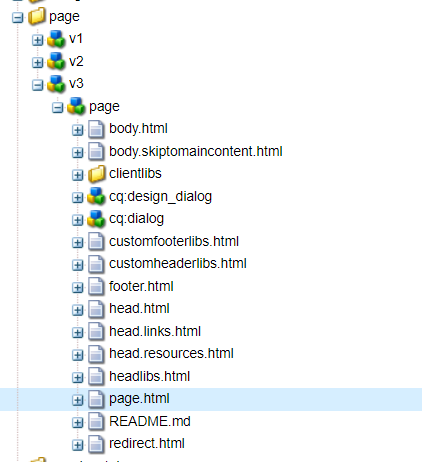 page
v1
v2
v3
page
body.html
body.skiptomaincontent.html
clientlibs
cq:design_dialog
cq:dialog
customfooterlibs.html
customheaderlibs.html
footer.html
head.html
head.links.html
head.resources.html
headlibs.html
page.html
README.md
redirect.html